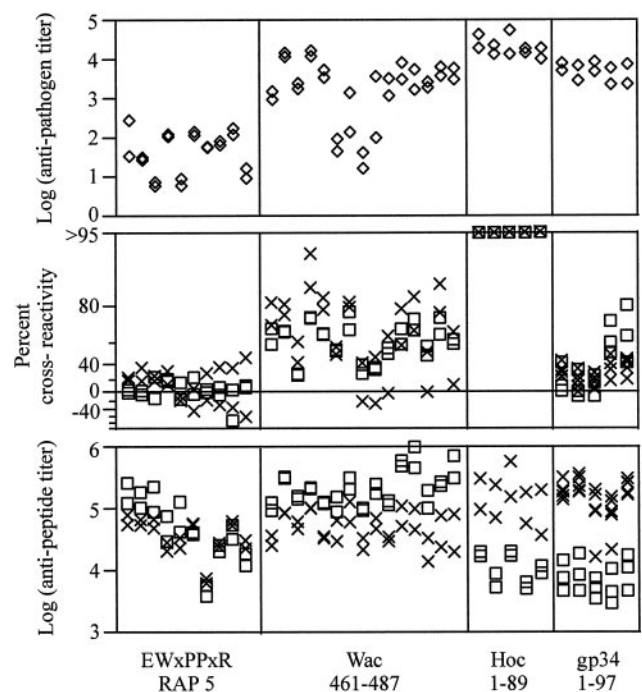 Log (anti-pathogen titer)
5
4
3
2
1
0
Percent
cross- reactivity
>95
80
40
0
-40
Log (anti-peptide titer)
6
5
4
3
EWxPPxR
RAP 5
Wac
461-487
Hoc
1-89
gp34
1-97